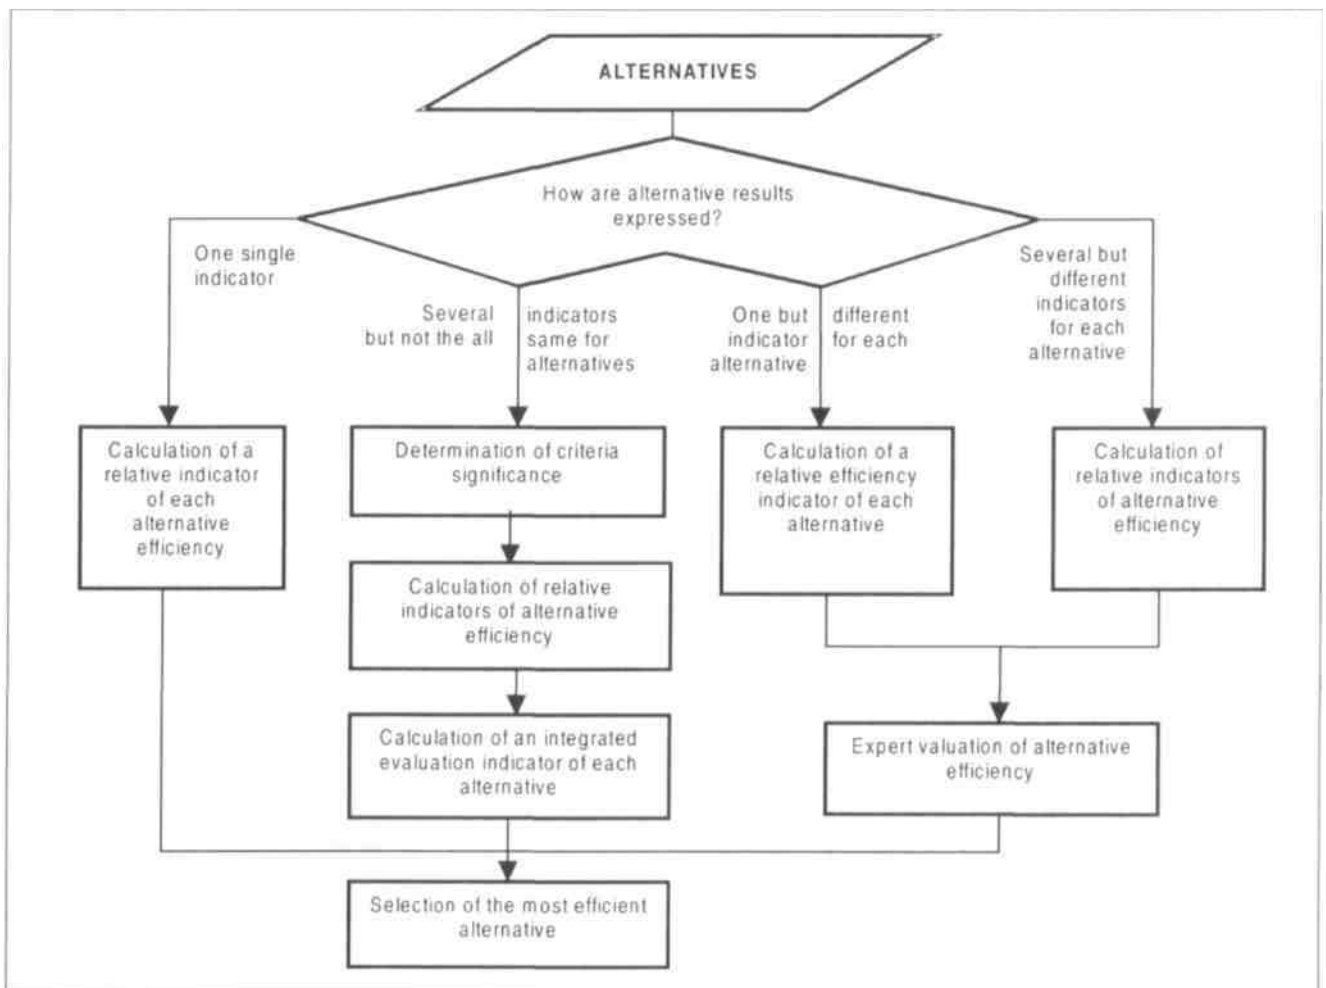 ALTERNATIVES
How are alternative results
expressed?
One single
indicator
Several
but not the all
indicators
same for
alternatives
One but
indicator
alternative
different
for each
Several but
different
indicators
for each
alternative
Calculation of a
relative indicator
of each
alternative
efficiency
Determination of criteria
significance
Calculation of relative
indicators of alternative
efficiency
Calculation of an integrated
evaluation indicator of each
alternative
Calculation of
a relative efficiency
indicator of each
alternative
Calculation of
relative indicators
of alternative
efficiency
Expert valuation of alternative
efficiency
Selection of the most efficient
alternative